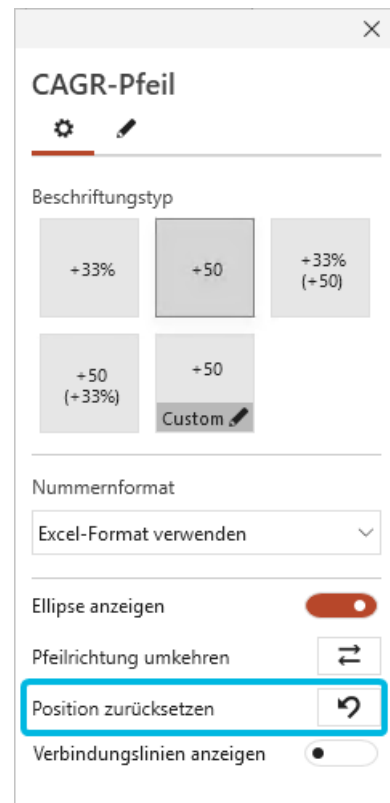 CAGR-Pfeil
Beschriftungstyp
+33%
+50
+33%
(+50)
+50
(+33%)
+50
Custom
Nummernformat
Excel-Format verwenden
Ellipse anzeigen
Pfeilrichtung umkehren
Position zurücksetzen
Verbindungslinien anzeigen